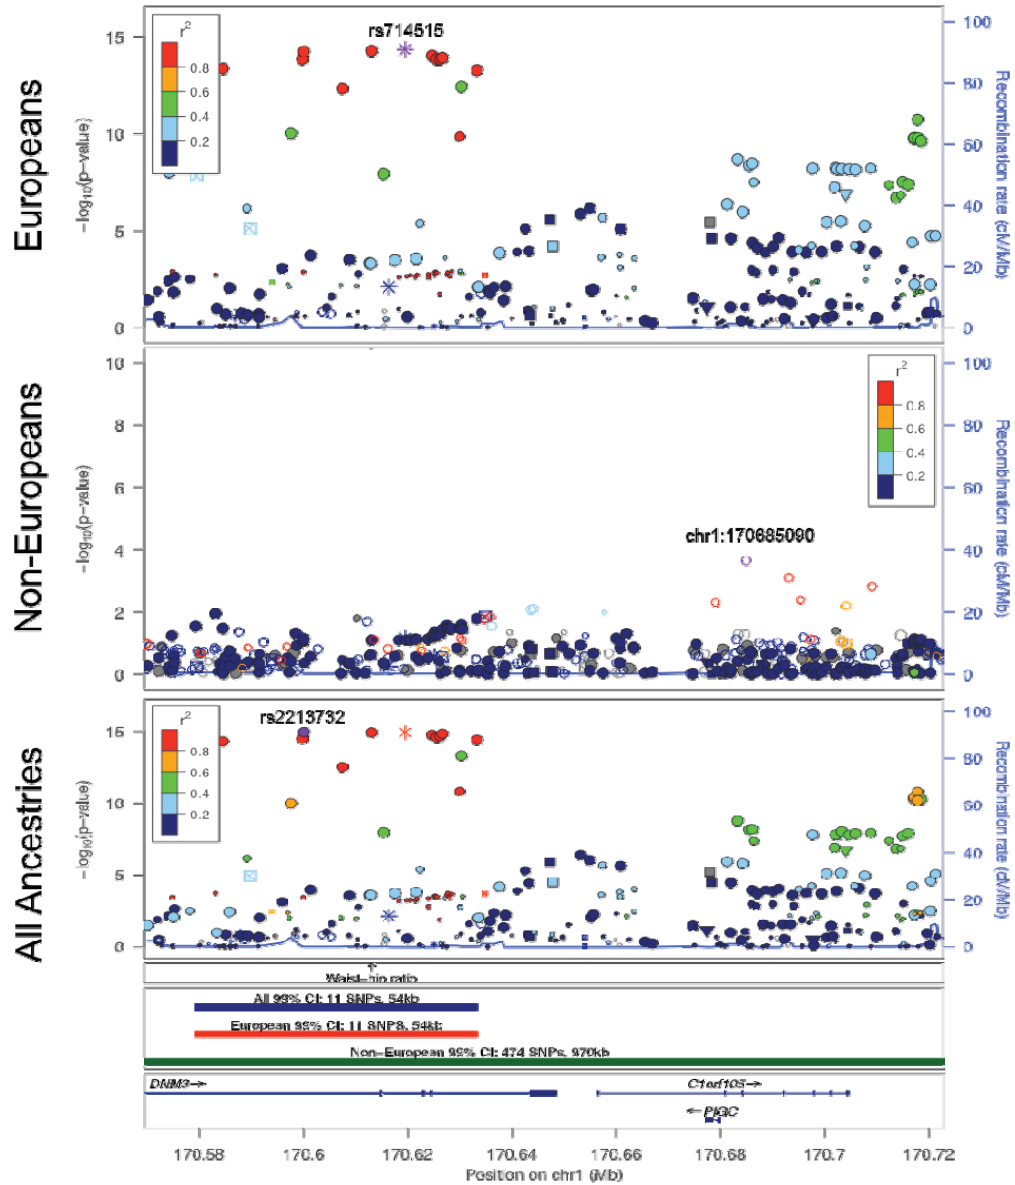 Europeans
rs714515
r²
0.8
0.6
0.4
0.2
15
10
5
0
−log₁₀(p−value)
100
80
60
40
20
0
Recombination rate (cM/Mb)
Non-Europeans
chr1:170685090
r²
0.8
0.6
0.4
0.2
10
8
6
4
2
0
−log₁₀(p−value)
100
80
60
40
20
0
Recombination rate (cM/Mb)
All Ancestries
rs2213732
r²
0.8
0.6
0.4
0.2
15
10
5
0
−log₁₀(p−value)
100
80
60
40
20
0
Recombination rate (cM/Mb)
Waist−hip ratio
All 99% CI: 11 SNPs, 54kb
European 99% CI: 11 SNPS, 54kb
Non−European 99% CI: 474 SNPs, 970kb
DNM3→
C1orf105→
←PIGC
170.58 170.6 170.62 170.64 170.66 170.68 170.7 170.72
Position on chr1 (Mb)